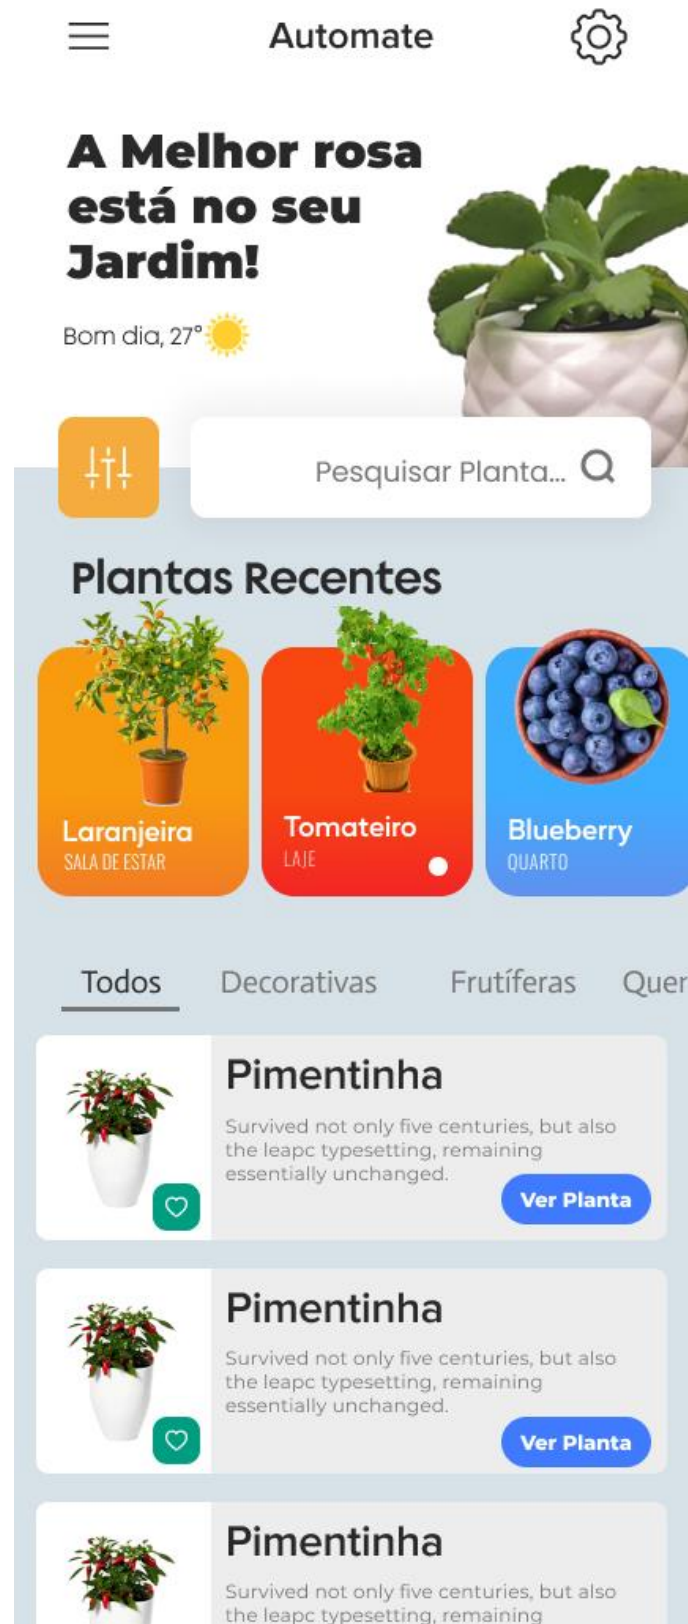 Automate
A Melhor rosa
está no seu
Jardim!
Bom dia, 27°
Pesquisar Planta...
Plantas Recentes
Laranjeira
SALA DE ESTAR
Tomateiro
LAJE
Blueberry
QUARTO
Todos Decorativas Frutíferas Quer
Pimentinha
Survived not only five centuries, but also
the leapc typesetting, remaining
essentially unchanged.
Ver Planta
Pimentinha
Survived not only five centuries, but also
the leapc typesetting, remaining
essentially unchanged.
Ver Planta
Pimentinha
Survived not only five centuries, but also
the leapc typesetting, remaining